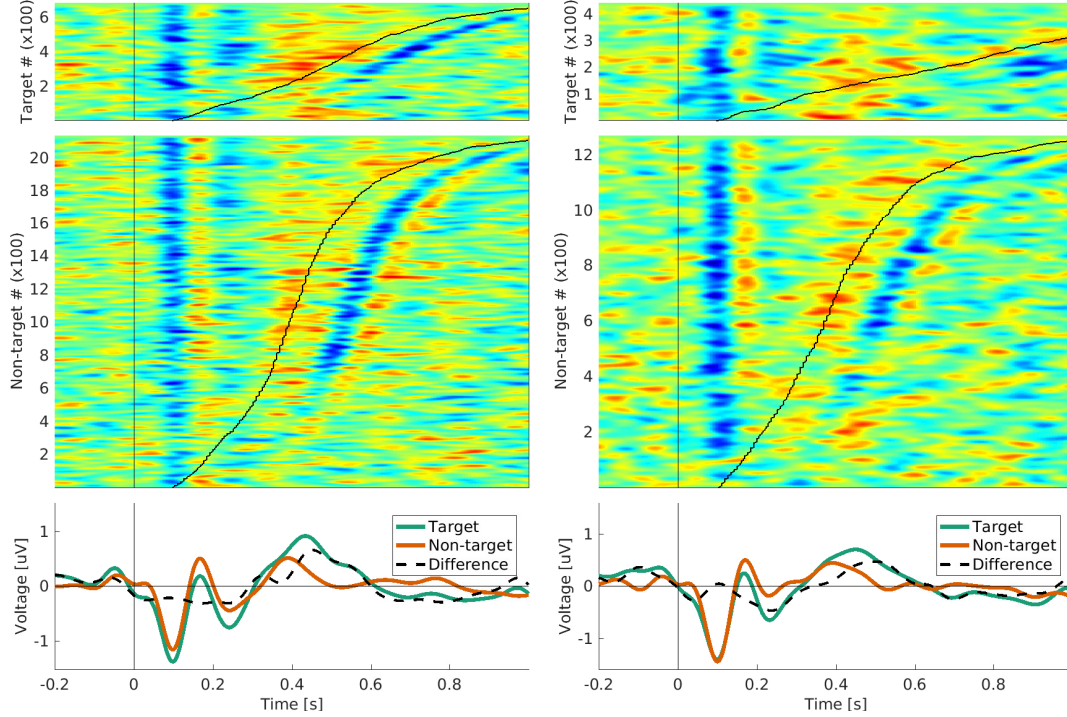 Target # (x100)
6
4
2
Target # (x100)
4
3
2
1
Non-target # (x100)
20
18
16
14
12
10
8
6
4
2
Non-target # (x100)
12
10
8
6
4
2
Voltage [uV]
1
0
-1
Target
Non-target
Difference
-0.2 0 0.2 0.4 0.6 0.8
Time [s]
Voltage [uV]
1
0
-1
Target
Non-target
Difference
-0.2 0 0.2 0.4 0.6 0.8
Time [s]